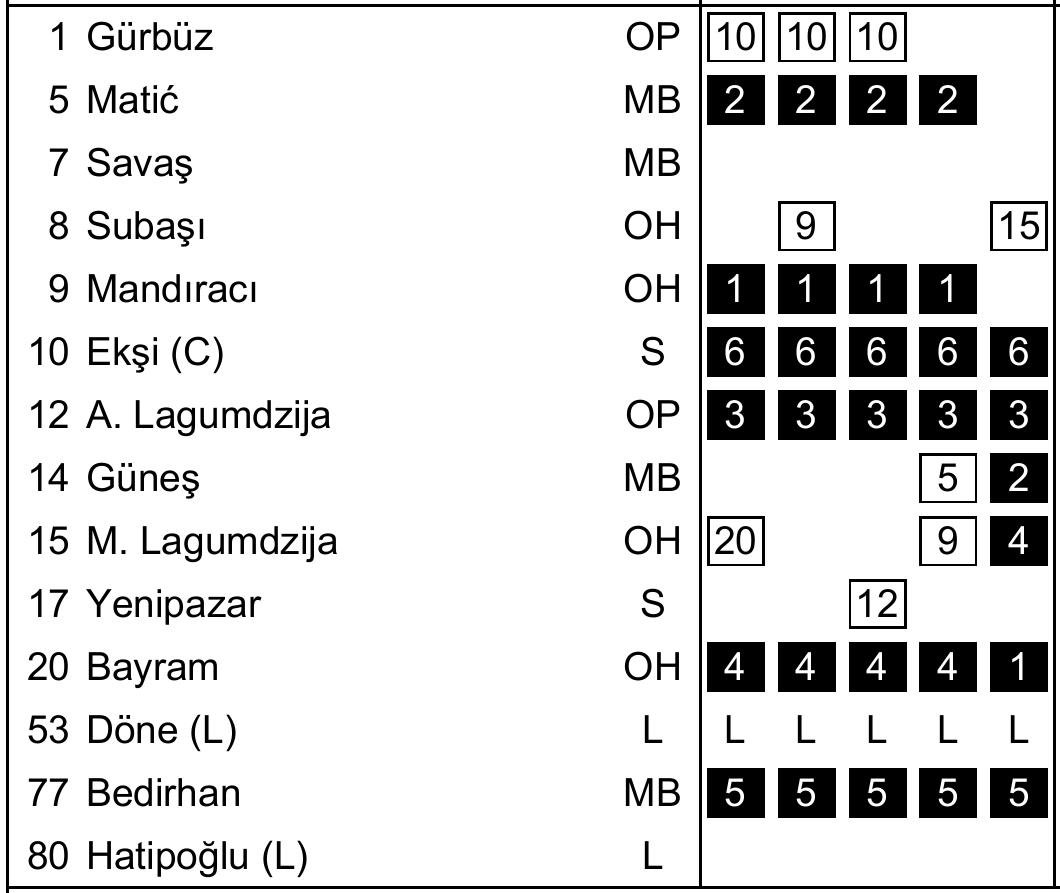 1 Gürbüz OP 10 10 10
5 Matić MB 2 2 2 2
7 Savaş MB
8 Subaşı OH 9 15
9 Mandıracı OH 1 1 1 1
10 Ekşi (C) S 6 6 6 6 6
12 A. Lagumdzija OP 3 3 3 3 3
14 Güneş MB 5 2
15 M. Lagumdzija OH 20 9 4
17 Yenipazar S 12
20 Bayram OH 4 4 4 4 1
53 Döne (L) L L L L L L
77 Bedirhan MB 5 5 5 5 5
80 Hatipoğlu (L) L